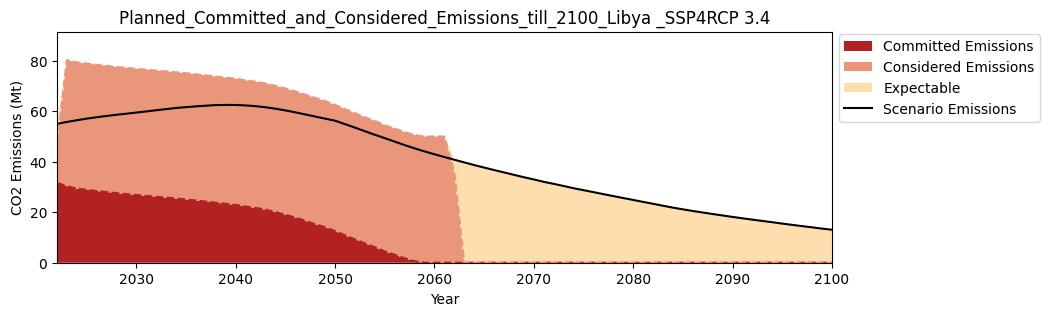 Planned_Committed_and_Considered_Emissions_till_2100_Libya _SSP4RCP 3.4
Committed Emissions
Considered Emissions
Expectable
Scenario Emissions
CO2 Emissions (Mt)
80
60
40
20
0
2030 2040 2050 2060 2070 2080 2090 2100
Year